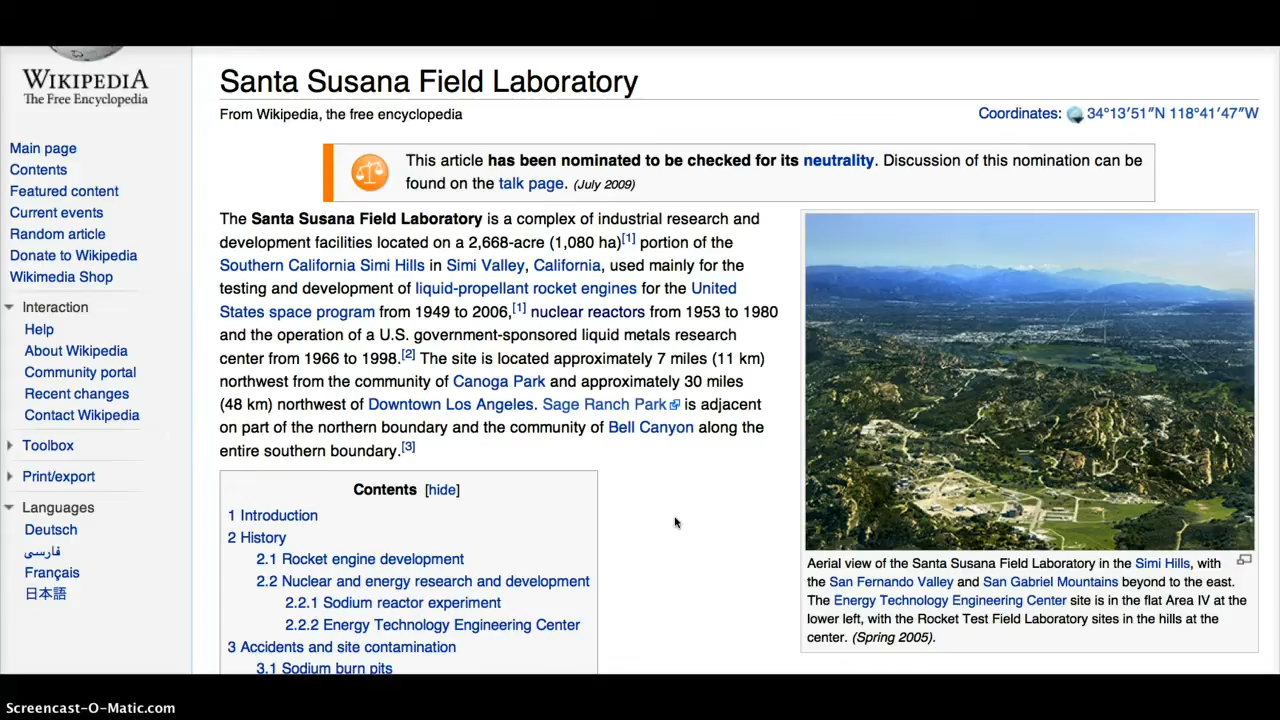 WIKIPEDIA
The Free Encyclopedia
Main page
Contents
Featured content
Current events
Random article
Donate to Wikipedia
Wikimedia Shop
Interaction
Help
About Wikipedia
Community portal
Recent changes
Contact Wikipedia
Toolbox
Print/export
Languages
Deutsch
فارسی
Français
日本語
Santa Susana Field Laboratory
From Wikipedia, the free encyclopedia
Coordinates: 34°13′51″N 118°41′47″W
This article has been nominated to be checked for its neutrality. Discussion of this nomination can be
found on the talk page. (July 2009)
The Santa Susana Field Laboratory is a complex of industrial research and
development facilities located on a 2,668-acre (1,080 ha)[1] portion of the
Southern California Simi Hills in Simi Valley, California, used mainly for the
testing and development of liquid-propellant rocket engines for the United
States space program from 1949 to 2006,[1] nuclear reactors from 1953 to 1980
and the operation of a U.S. government-sponsored liquid metals research
center from 1966 to 1998.[2] The site is located approximately 7 miles (11 km)
northwest from the community of Canoga Park and approximately 30 miles
(48 km) northwest of Downtown Los Angeles. Sage Ranch Park is adjacent
on part of the northern boundary and the community of Bell Canyon along the
entire southern boundary.[3]
Contents [hide]
1 Introduction
2 History
2.1 Rocket engine development
2.2 Nuclear and energy research and development
2.2.1 Sodium reactor experiment
2.2.2 Energy Technology Engineering Center
3 Accidents and site contamination
3.1 Sodium burn pits
Aerial view of the Santa Susana Field Laboratory in the Simi Hills, with
the San Fernando Valley and San Gabriel Mountains beyond to the east.
The Energy Technology Engineering Center site is in the flat Area IV at the
lower left, with the Rocket Test Field Laboratory sites in the hills at the
center. (Spring 2005).
Screencast-O-Matic.com